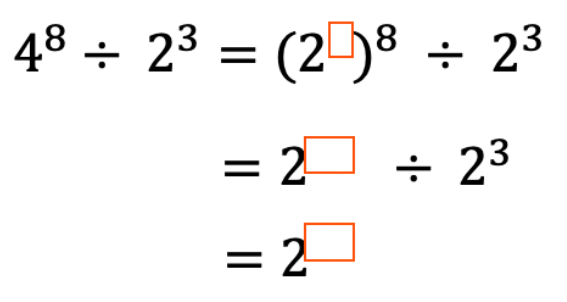 4⁸ ÷ 2³ = (2^□)⁸ ÷ 2³
= 2^□ ÷ 2³
= 2^□